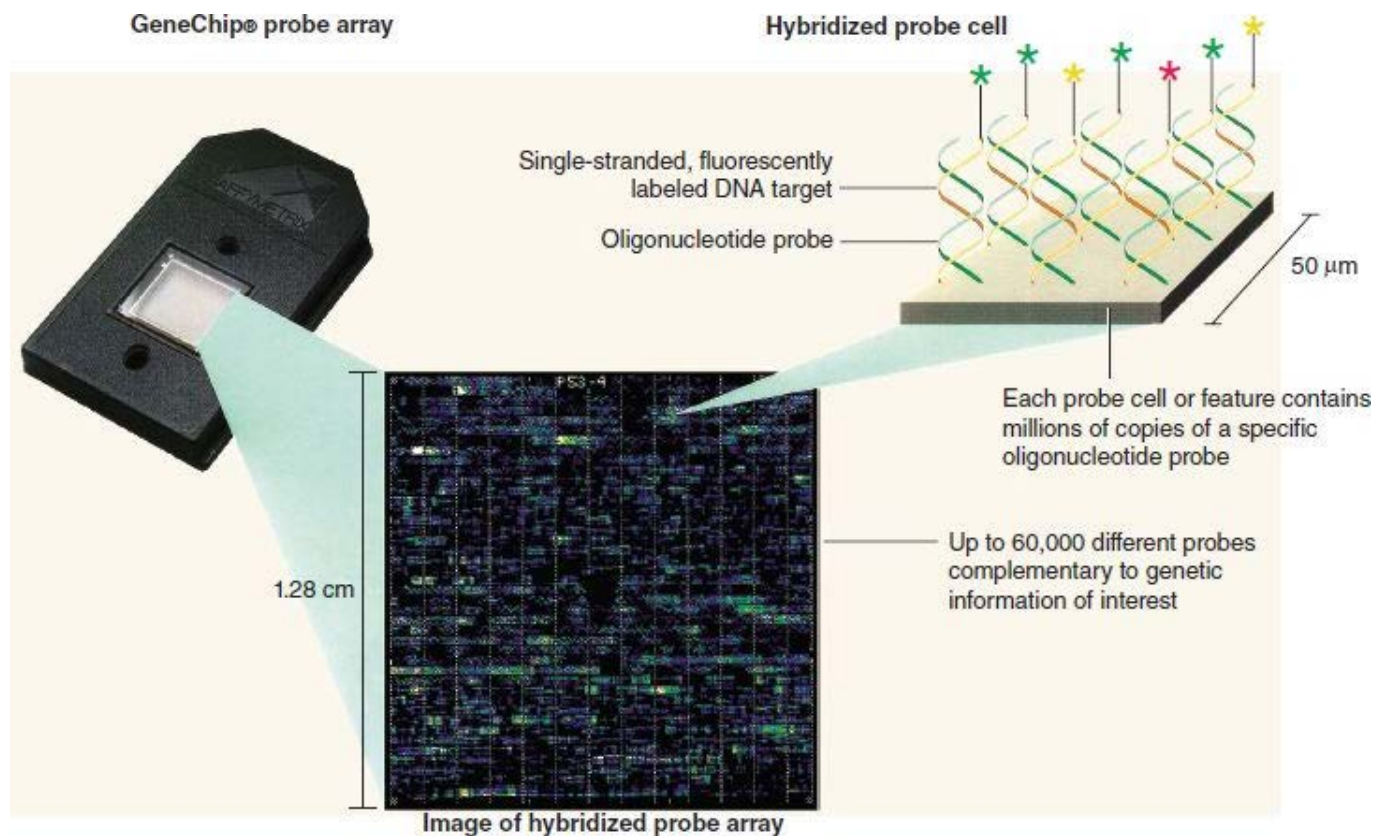 GeneChip® probe array
Hybridized probe cell
AFFYMETRIX
Single-stranded, fluorescently
labeled DNA target
Oligonucleotide probe
50 µm
Each probe cell or feature contains
millions of copies of a specific
oligonucleotide probe
Up to 60,000 different probes
complementary to genetic
information of interest
1.28 cm
Image of hybridized probe array